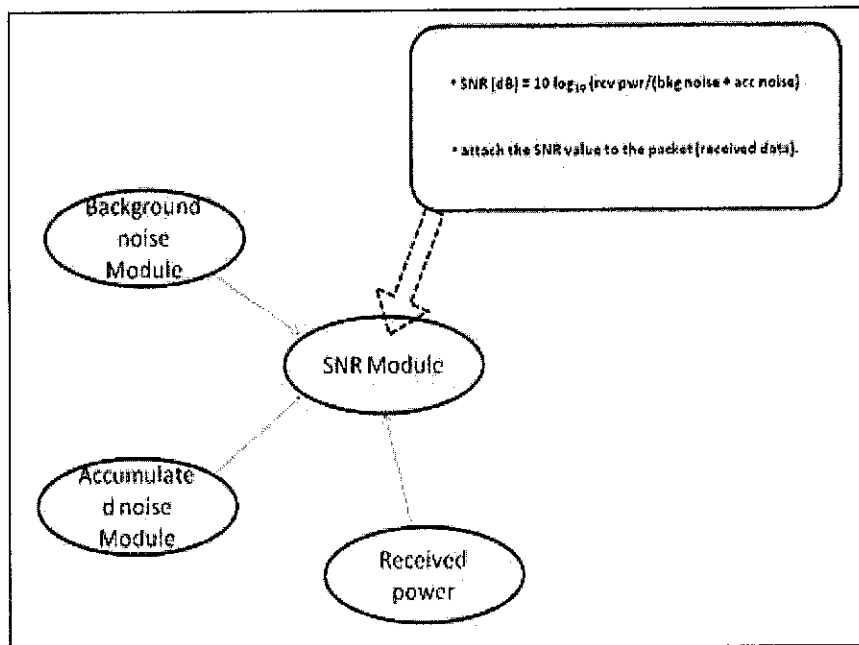 * SNR [dB] = 10 log₁₀ (rcv pwr/(bkg noise + acc noise)
* attach the SNR value to the packet (received data).
Background
noise
Module
SNR Module
Accumulate
d noise
Module
Received
power